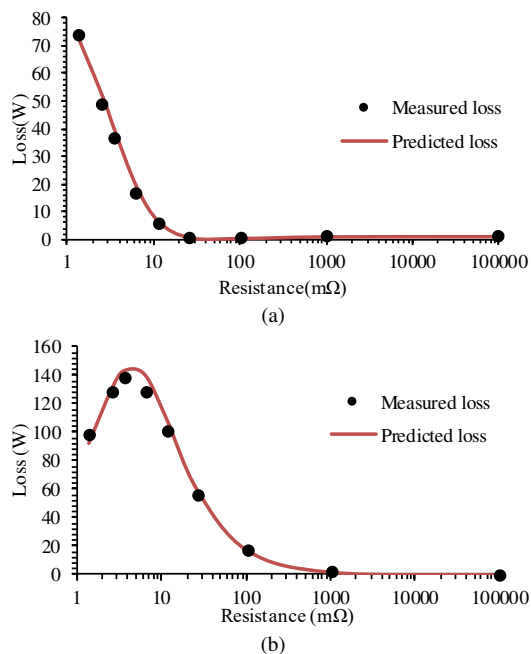 80
70
60
50
40
30
20
10
0
Loss(W)
Measured loss
Predicted loss
1 10 100 1000 10000 100000
Resistance(mΩ)
(a)
160
140
120
100
80
60
40
20
0
Loss (W)
Measured loss
Predicted loss
1 10 100 1000 10000 100000
Resistance (mΩ)
(b)